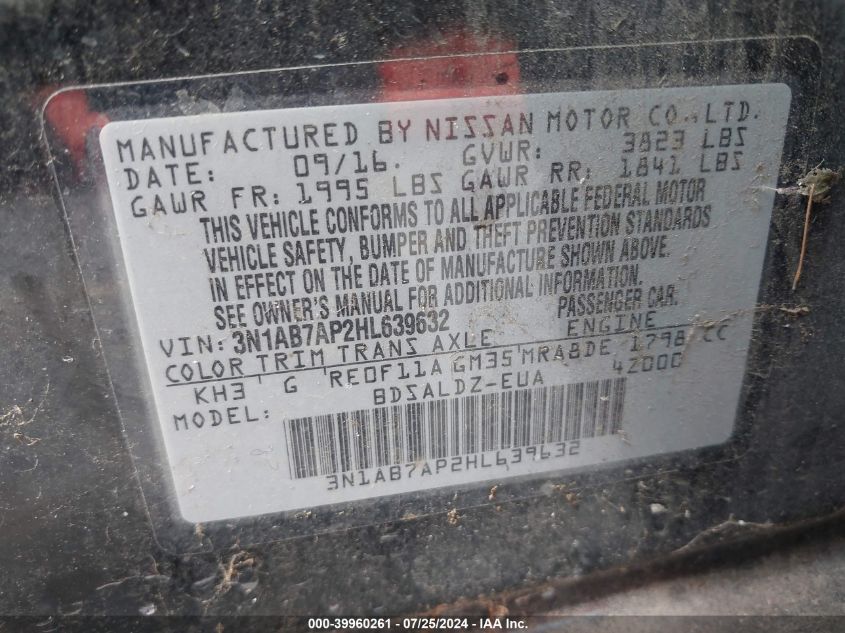 MANUFACTURED BY NISSAN MOTOR CO., LTD.
DATE: 09/16. GVWR: 3823 LBS
GAWR FR: 1995 LBS GAWR RR: 1841 LBS
THIS VEHICLE CONFORMS TO ALL APPLICABLE FEDERAL MOTOR
VEHICLE SAFETY, BUMPER AND THEFT PREVENTION STANDARDS
IN EFFECT ON THE DATE OF MANUFACTURE SHOWN ABOVE.
SEE OWNER'S MANUAL FOR ADDITIONAL INFORMATION.
VIN: 3N1AB7AP2HL639632 PASSENGER CAR.
COLOR TRIM TRANS AXLE ENGINE
KH3 G RE0F11A GM35 MRA8DE 1798 CC
MODEL: BDSALDZ-EUA 42000
3N1AB7AP2HL639632
000-39960261 - 07/25/2024 - IAA Inc.